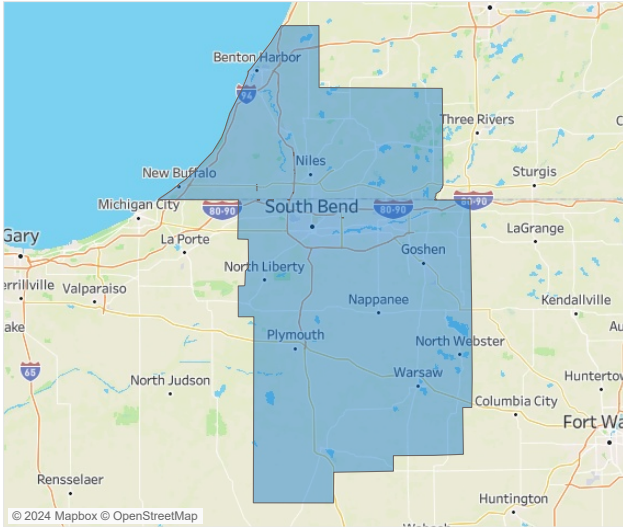 Benton Harbor
94
Three Rivers
Niles
New Buffalo
Sturgis
Michigan City
80-90
South Bend
80-90
80-90
Gary
La Porte
Goshen
LaGrange
errillville
Valparaiso
North Liberty
Nappanee
Kendallville
ake
Plymouth
North Webster
Au
65
North Judson
Warsaw
Huntertow
Columbia City
Fort Wa
Rensselaer
Huntington
Wabash
© 2024 Mapbox © OpenStreetMap